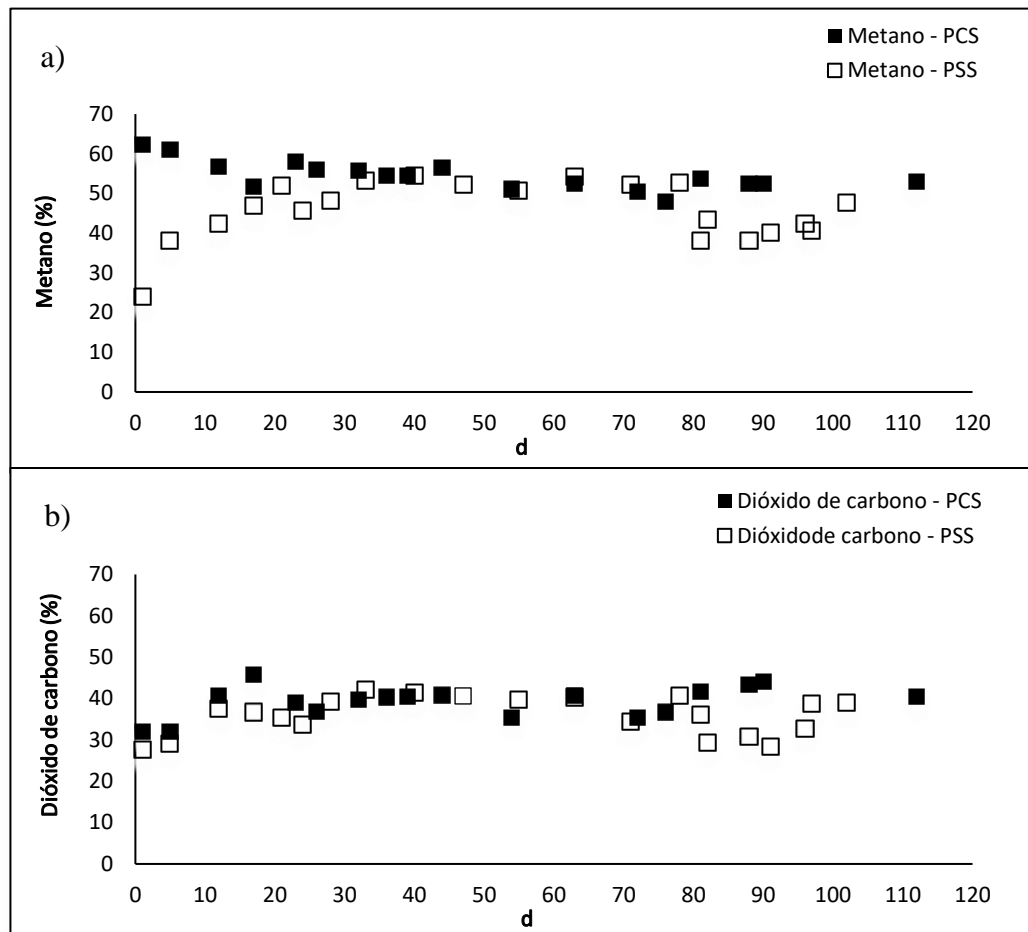 a)
Metano - PCS
Metano - PSS
70
60
50
40
30
20
10
0
Metano (%)
0 10 20 30 40 50 60 70 80 90 100 110 120
d
b)
Dióxido de carbono - PCS
Dióxidode carbono - PSS
70
60
50
40
30
20
10
0
Dióxido de carbono (%)
0 10 20 30 40 50 60 70 80 90 100 110 120
d